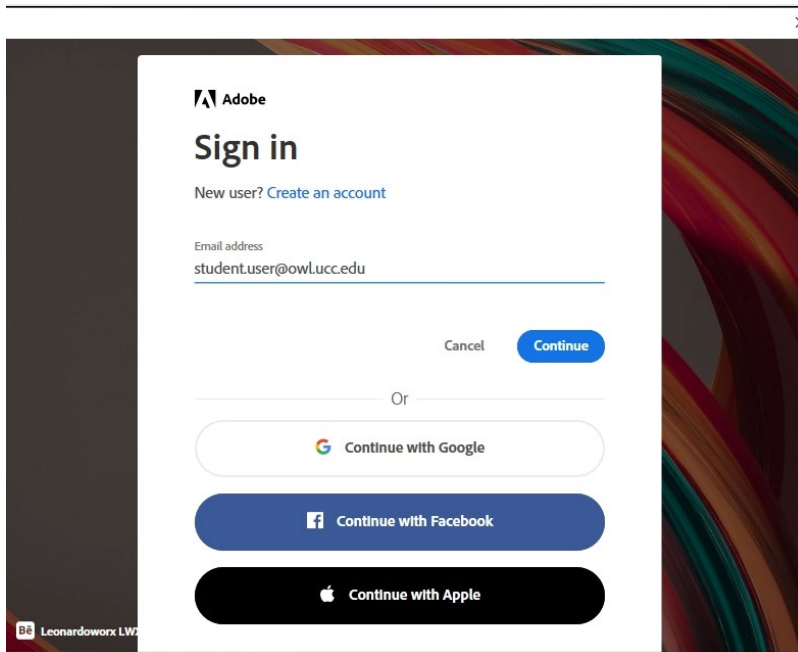 Adobe
Sign in
New user? Create an account
Email address
student.user@owl.ucc.edu
Cancel Continue
Or
Continue with Google
Continue with Facebook
Continue with Apple
Bē Leonardoworx LW